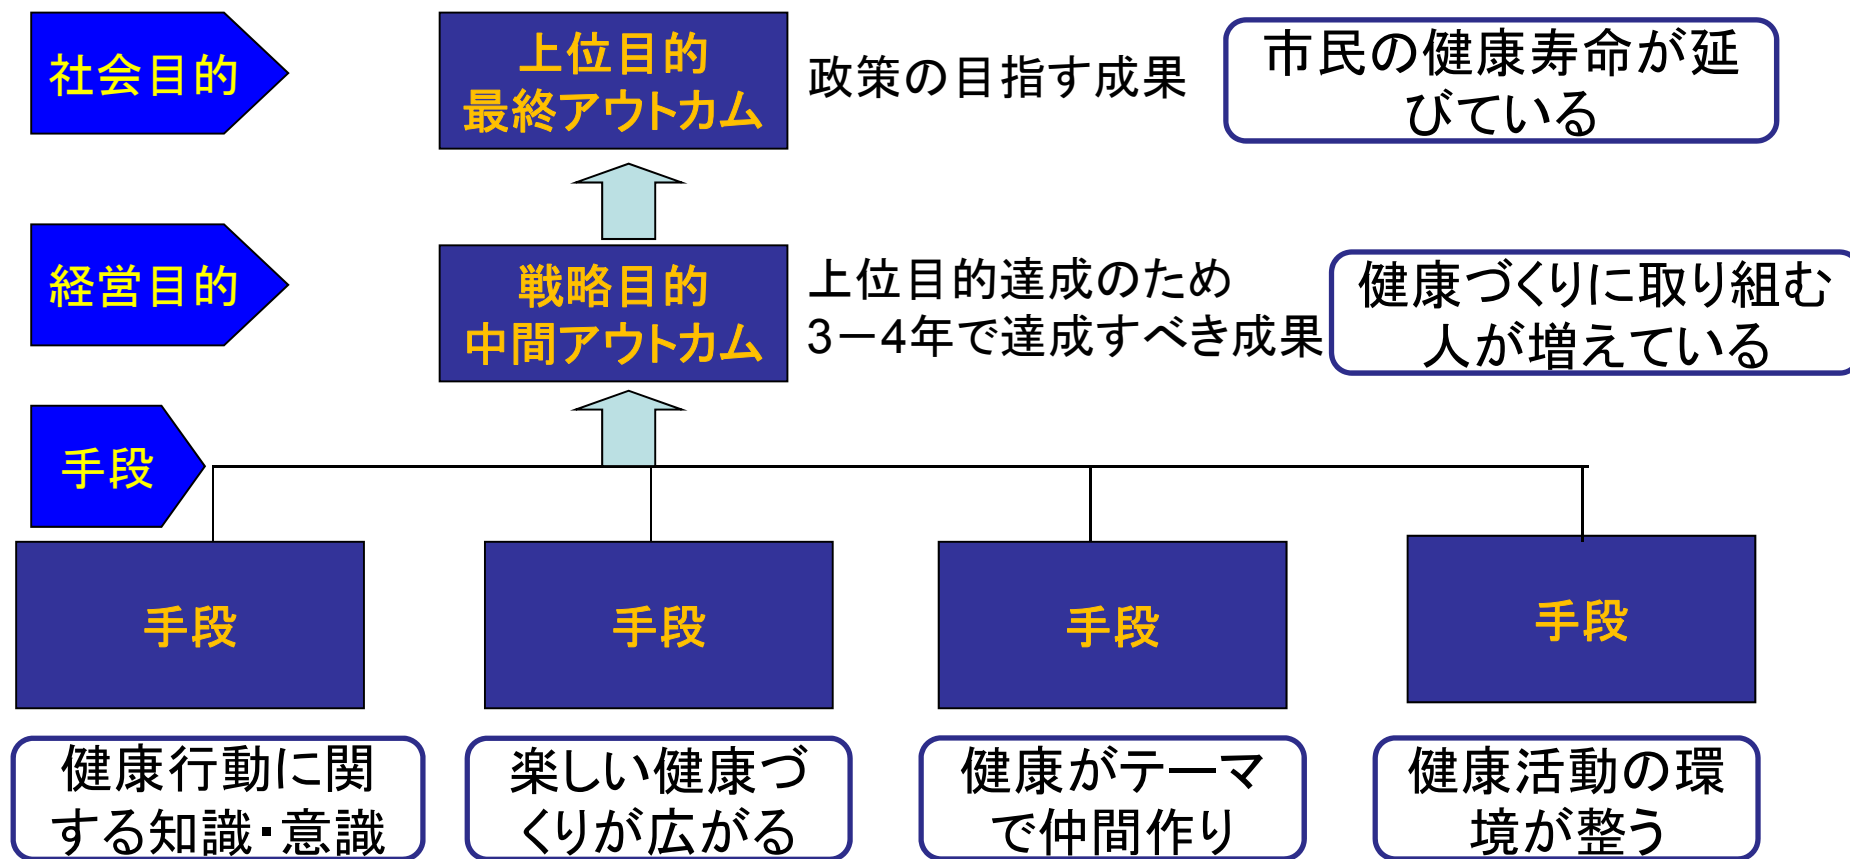 社会目的
上位目的
最終アウトカム
政策の目指す成果
市民の健康寿命が延
びている
経営目的
戦略目的
中間アウトカム
上位目的達成のため
3－4年で達成すべき成果
健康づくりに取り組む
人が増えている
手段
手段
手段
手段
手段
健康行動に関
する知識・意識
楽しい健康づ
くりが広がる
健康がテーマ
で仲間作り
健康活動の環
境が整う